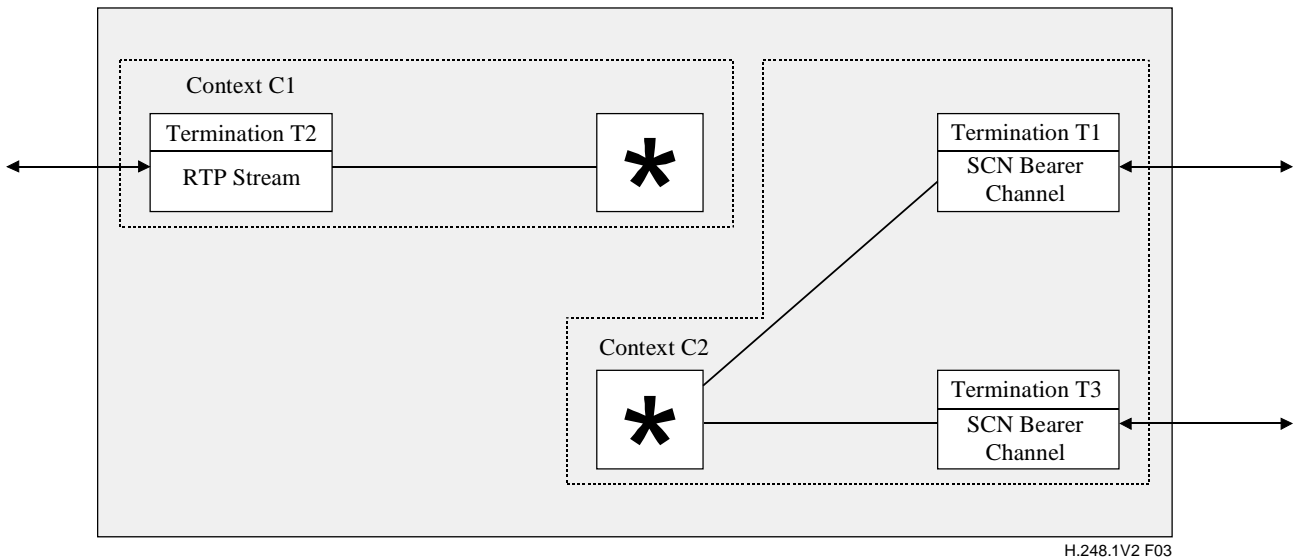 Context C1
Termination T2
RTP Stream
*
Termination T1
SCN Bearer
Channel
Context C2
*
Termination T3
SCN Bearer
Channel
H.248.1V2 F03